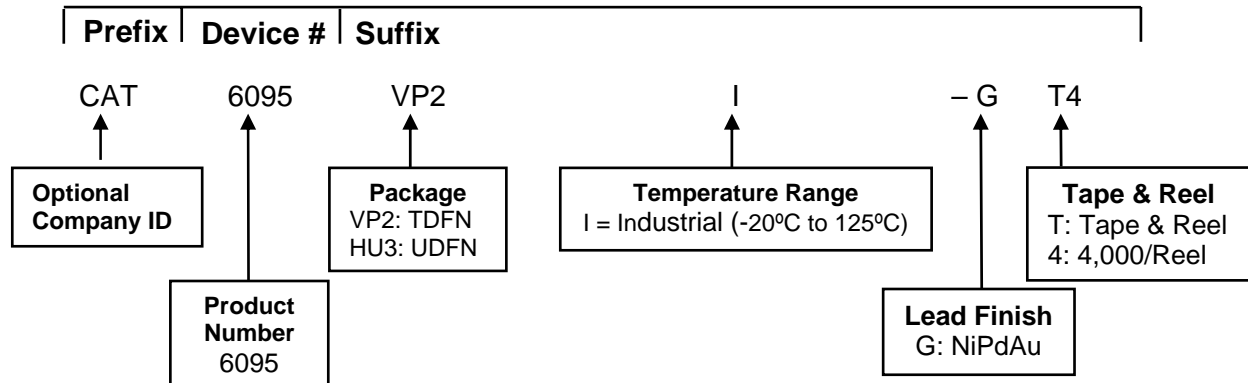 Prefix Device # Suffix
CAT 6095 VP2 I – G T4
Optional
Company ID
Product
Number
6095
Package
VP2: TDFN
HU3: UDFN
Temperature Range
I = Industrial (-20ºC to 125ºC)
Lead Finish
G: NiPdAu
Tape & Reel
T: Tape & Reel
4: 4,000/Reel